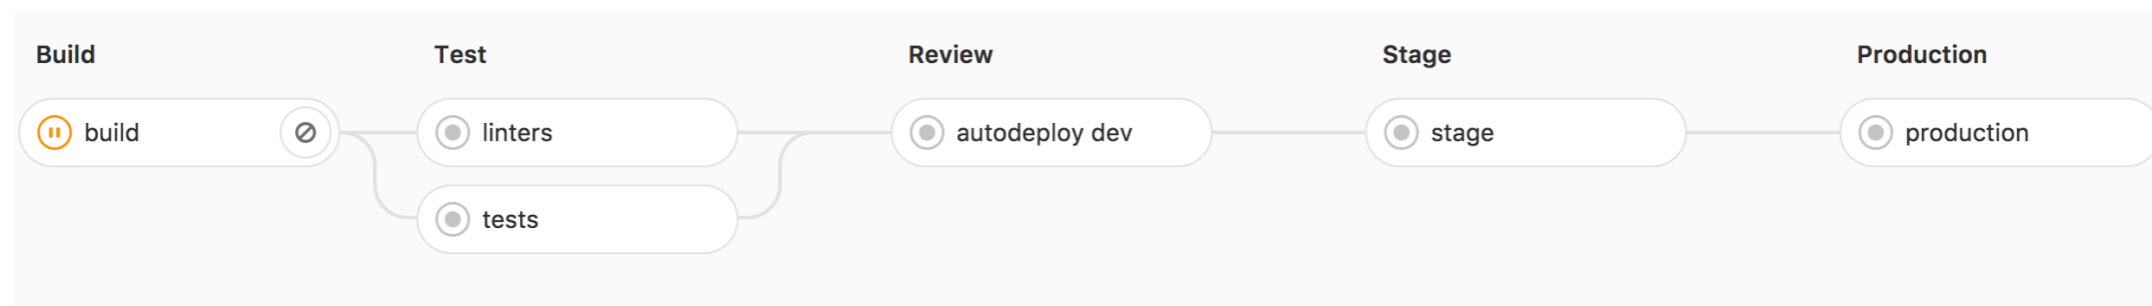 Build
Test
Review
Stage
Production
build
linters
autodeploy dev
stage
production
tests